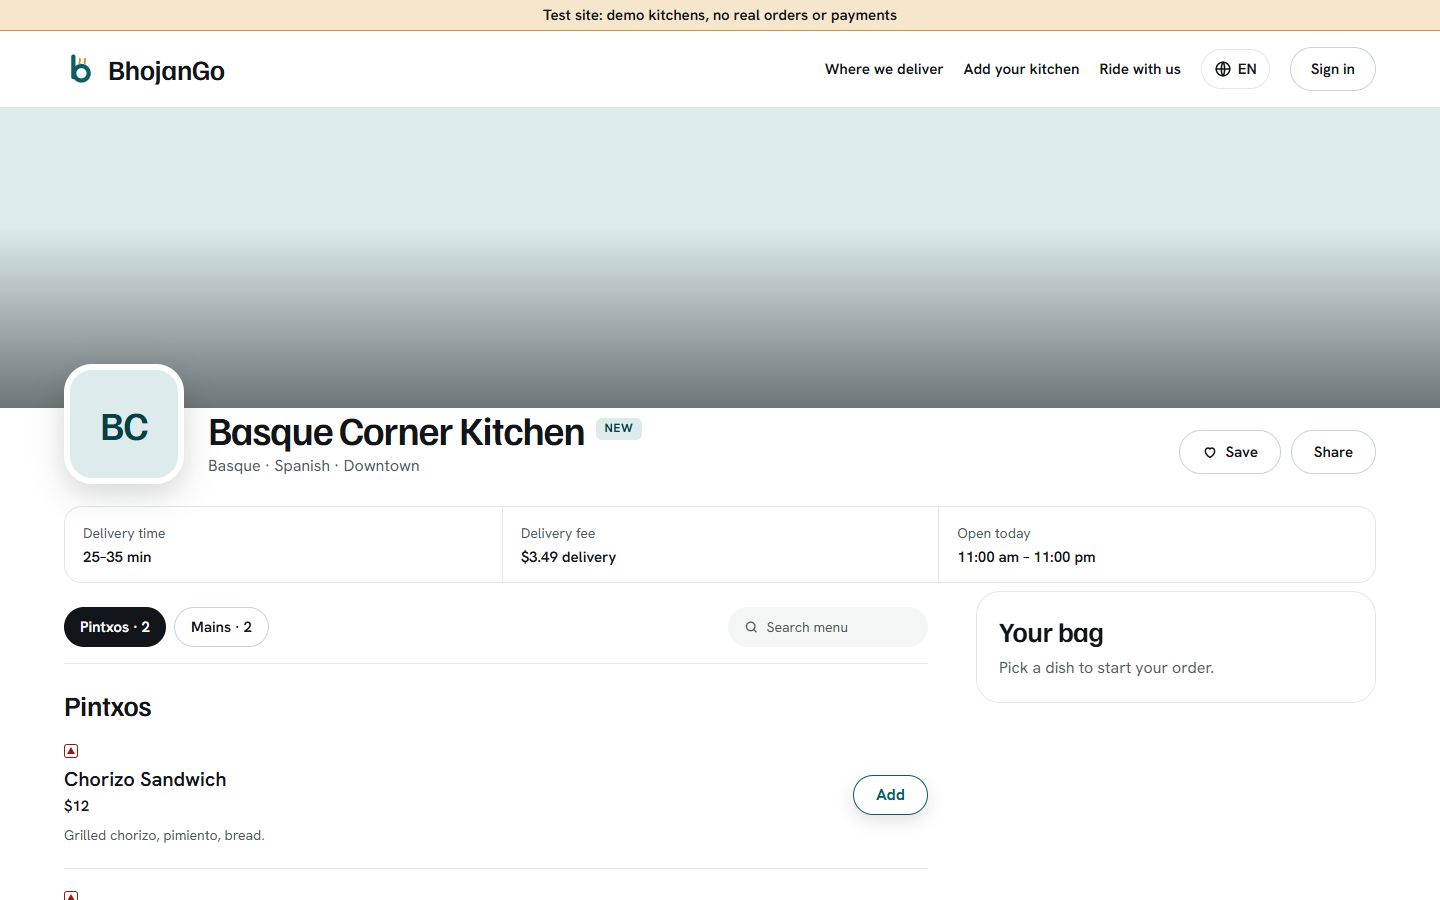 Test site: demo kitchens, no real orders or payments
BhojanGo
Where we deliver
Add your kitchen
Ride with us
EN
Sign in
BC
Basque Corner Kitchen
NEW
Basque · Spanish · Downtown
Save
Share
Delivery time
25–35 min
Delivery fee
$3.49 delivery
Open today
11:00 am – 11:00 pm
Pintxos · 2
Mains · 2
Search menu
Your bag
Pick a dish to start your order.
Pintxos
Chorizo Sandwich
$12
Grilled chorizo, pimiento, bread.
Add